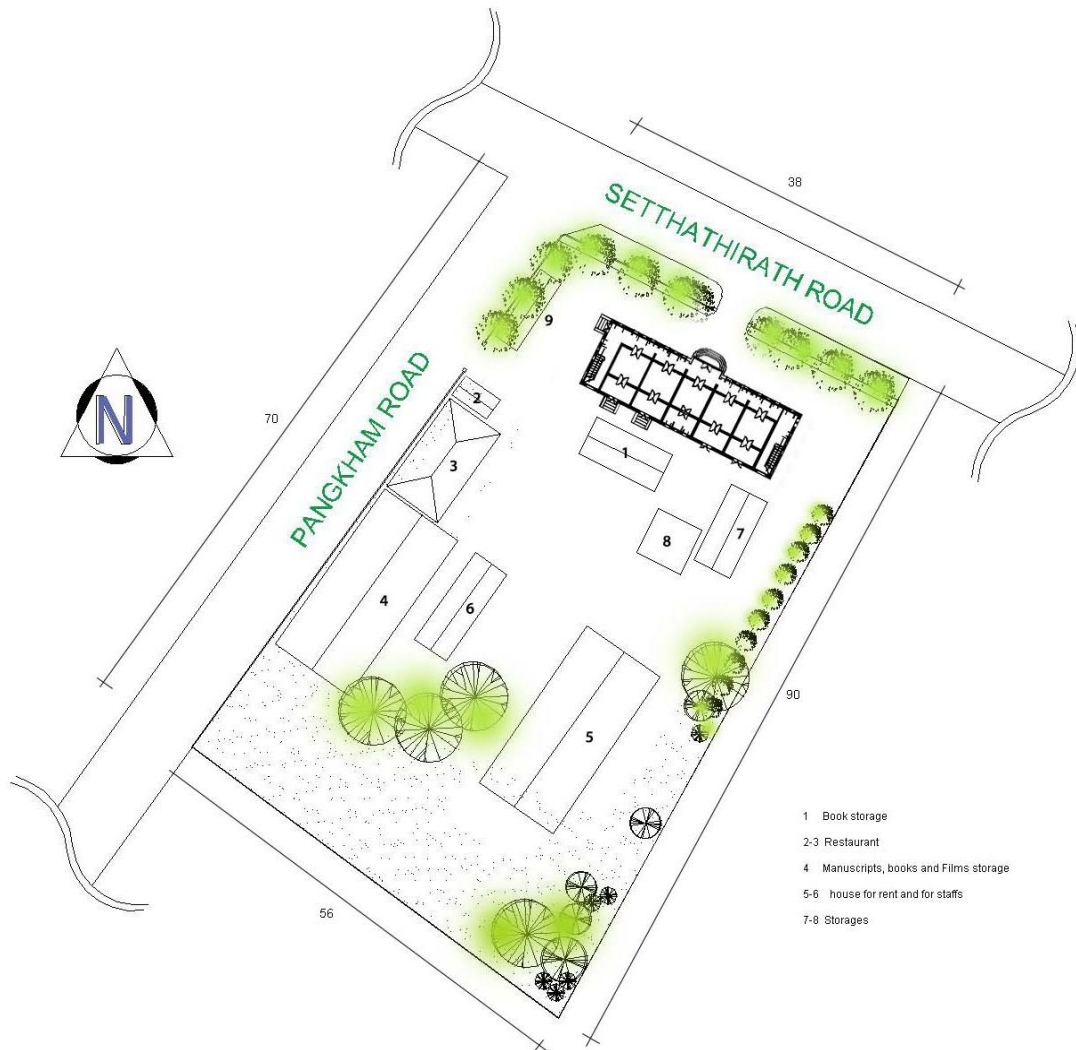 38
SETTHATHIRATH ROAD
9
2
70
3
1
PANGKHAM ROAD
N
7
8
4
6
90
5
56
1 Book storage
2-3 Restaurant
4 Manuscripts, books and Films storage
5-6 house for rent and for staffs
7-8 Storages